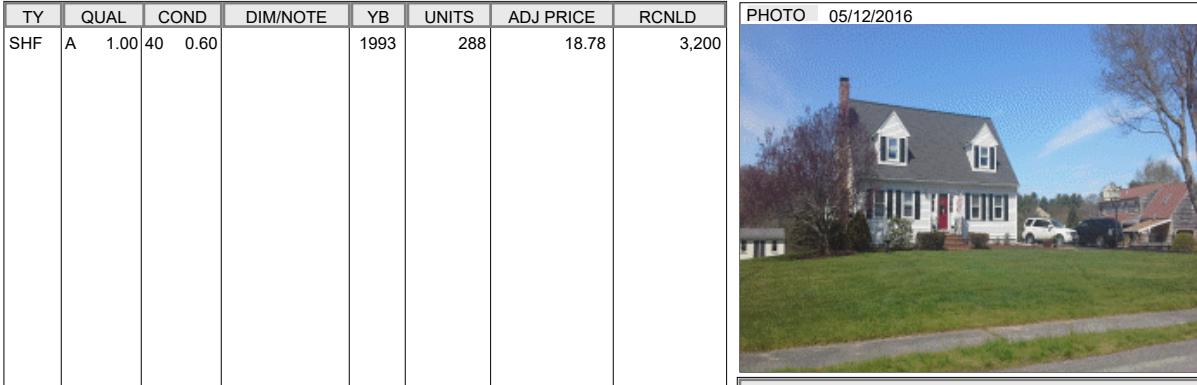 TY QUAL COND DIM/NOTE YB UNITS ADJ PRICE RCNLD
SHF A 1.00 40 0.60 1993 288 18.78 3,200
PHOTO 05/12/2016